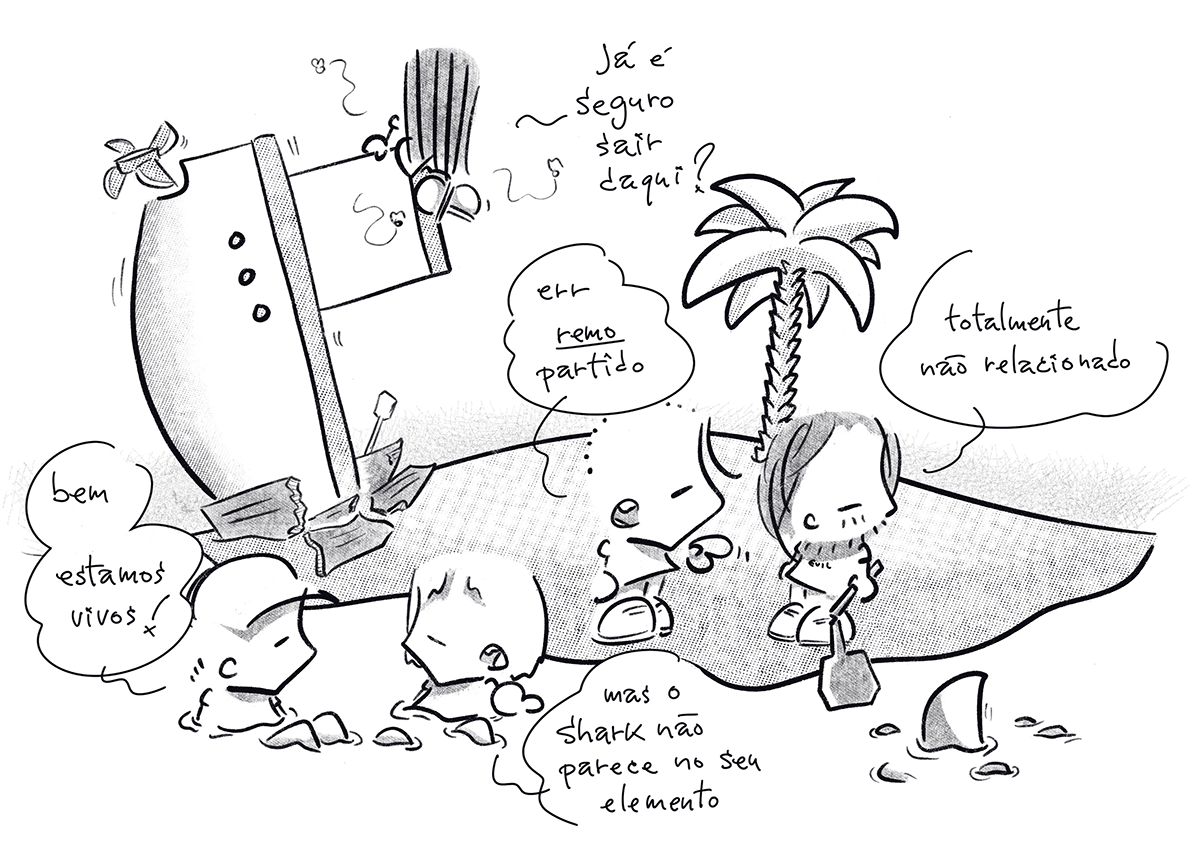 Já é
seguro
sair
daqui?
err
remo
partido
totalmente
não relacionado
bem
estamos
vivos!
EVIL
mas o
shark não
parece no seu
elemento